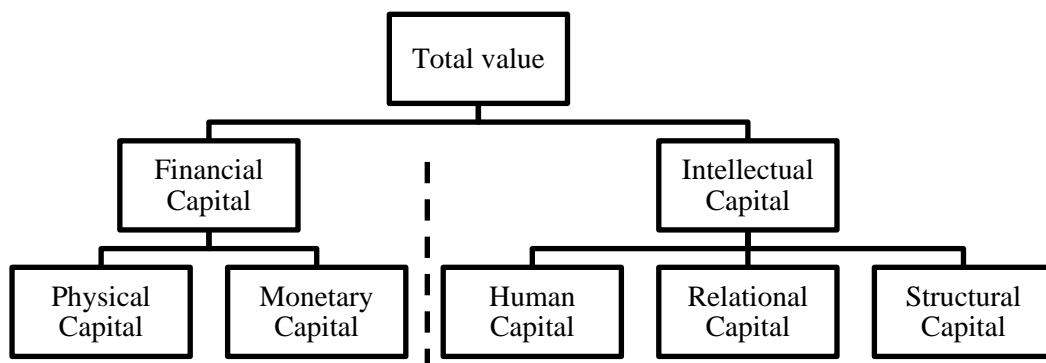 Total value
Financial
Capital
Intellectual
Capital
Physical
Capital
Monetary
Capital
Human
Capital
Relational
Capital
Structural
Capital